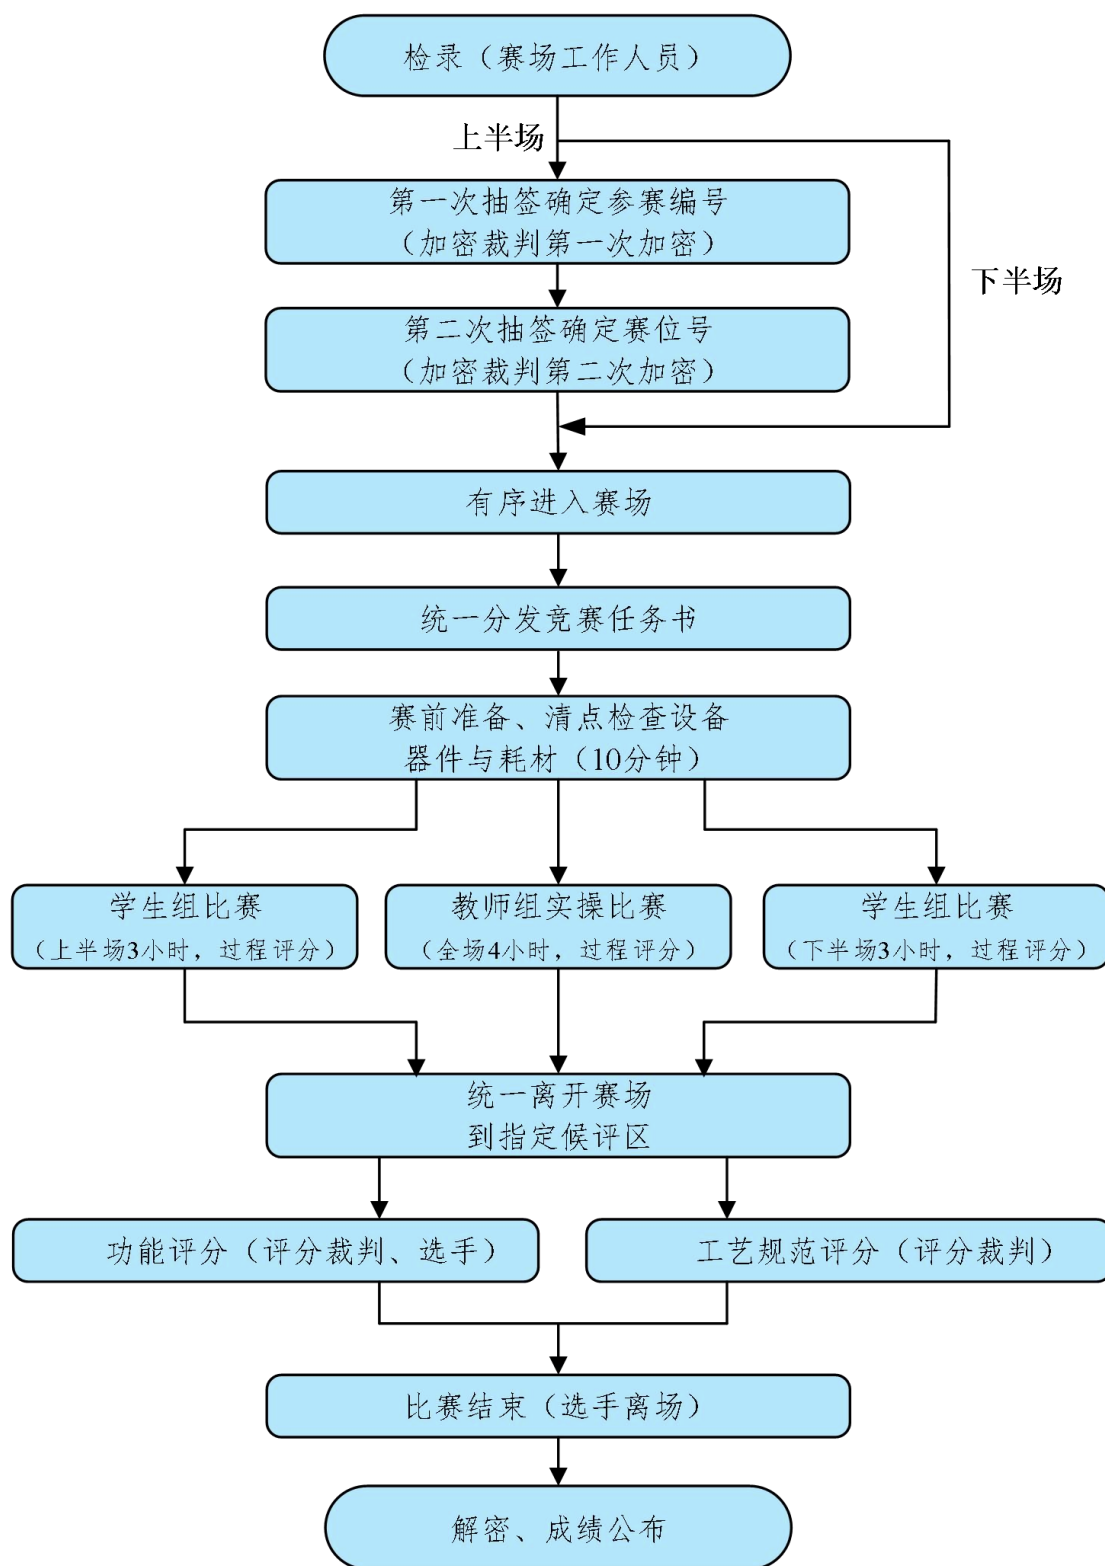 检录（赛场工作人员）
上半场
第一次抽签确定参赛编号
（加密裁判第一次加密）
下半场
第二次抽签确定赛位号
（加密裁判第二次加密）
有序进入赛场
统一分发竞赛任务书
赛前准备、清点检查设备
器件与耗材（10分钟）
学生组比赛
（上半场3小时，过程评分）
教师组实操比赛
（全场4小时，过程评分）
学生组比赛
（下半场3小时，过程评分）
统一离开赛场
到指定候评区
功能评分（评分裁判、选手）
工艺规范评分（评分裁判）
比赛结束（选手离场）
解密、成绩公布